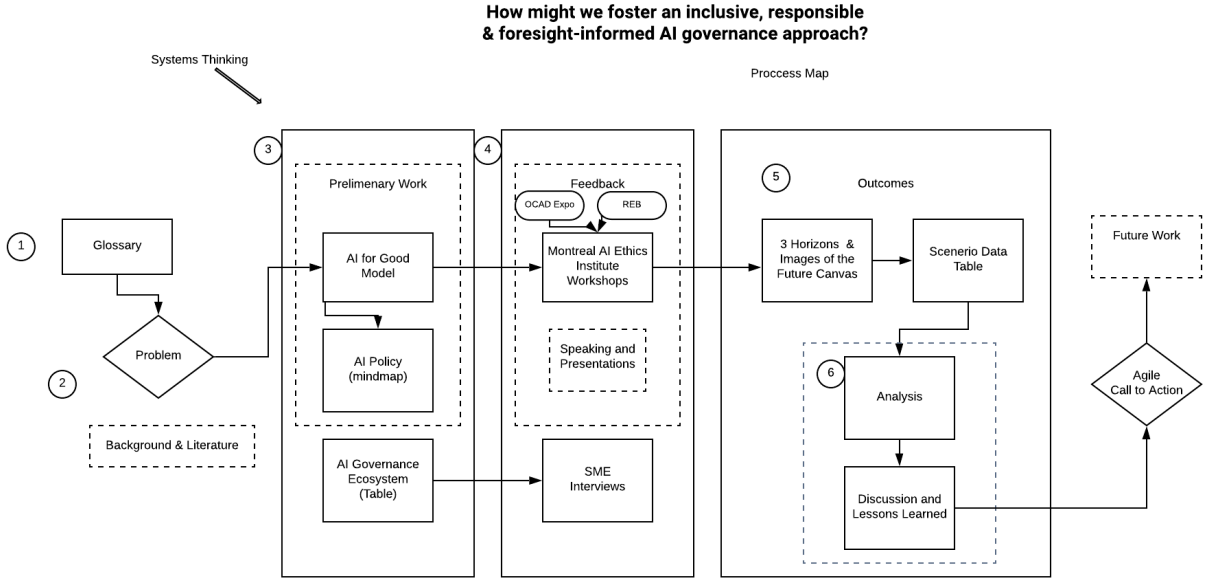 How might we foster an inclusive, responsible
& foresight-informed AI governance approach?
Systems Thinking
Proccess Map
3
4
Prelimenary Work
Feedback
5
Outcomes
OCAD Expo
REB
1
Glossary
AI for Good
Model
Montreal AI Ethics
Institute
Workshops
3 Horizons &
Images of the
Future Canvas
Scenerio Data
Table
Future Work
Problem
AI Policy
(mindmap)
Speaking and
Presentations
2
6
Analysis
Agile
Call to Action
Background & Literature
AI Governance
Ecosystem
(Table)
SME
Interviews
Discussion and
Lessons Learned